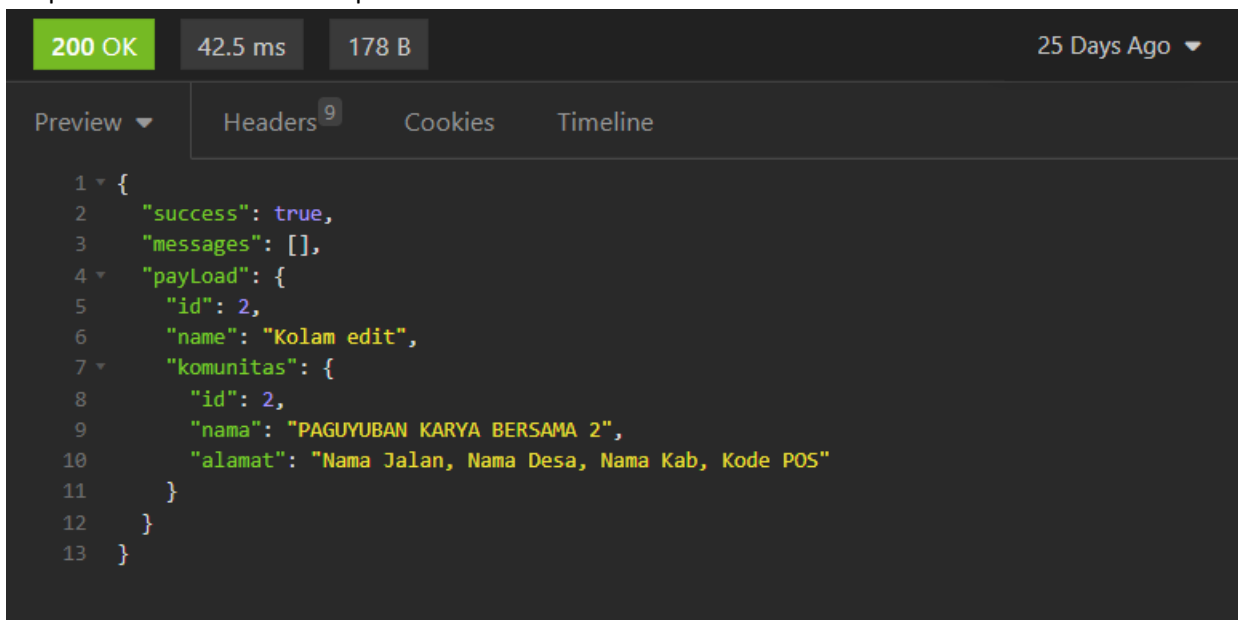 200 OK 42.5 ms 178 B 25 Days Ago
Preview Headers 9 Cookies Timeline
1 {
2 "success": true,
3 "messages": [],
4 "payLoad": {
5 "id": 2,
6 "name": "Kolam edit",
7 "komunitas": {
8 "id": 2,
9 "nama": "PAGUYUBAN KARYA BERSAMA 2",
10 "alamat": "Nama Jalan, Nama Desa, Nama Kab, Kode POS"
11 }
12 }
13 }